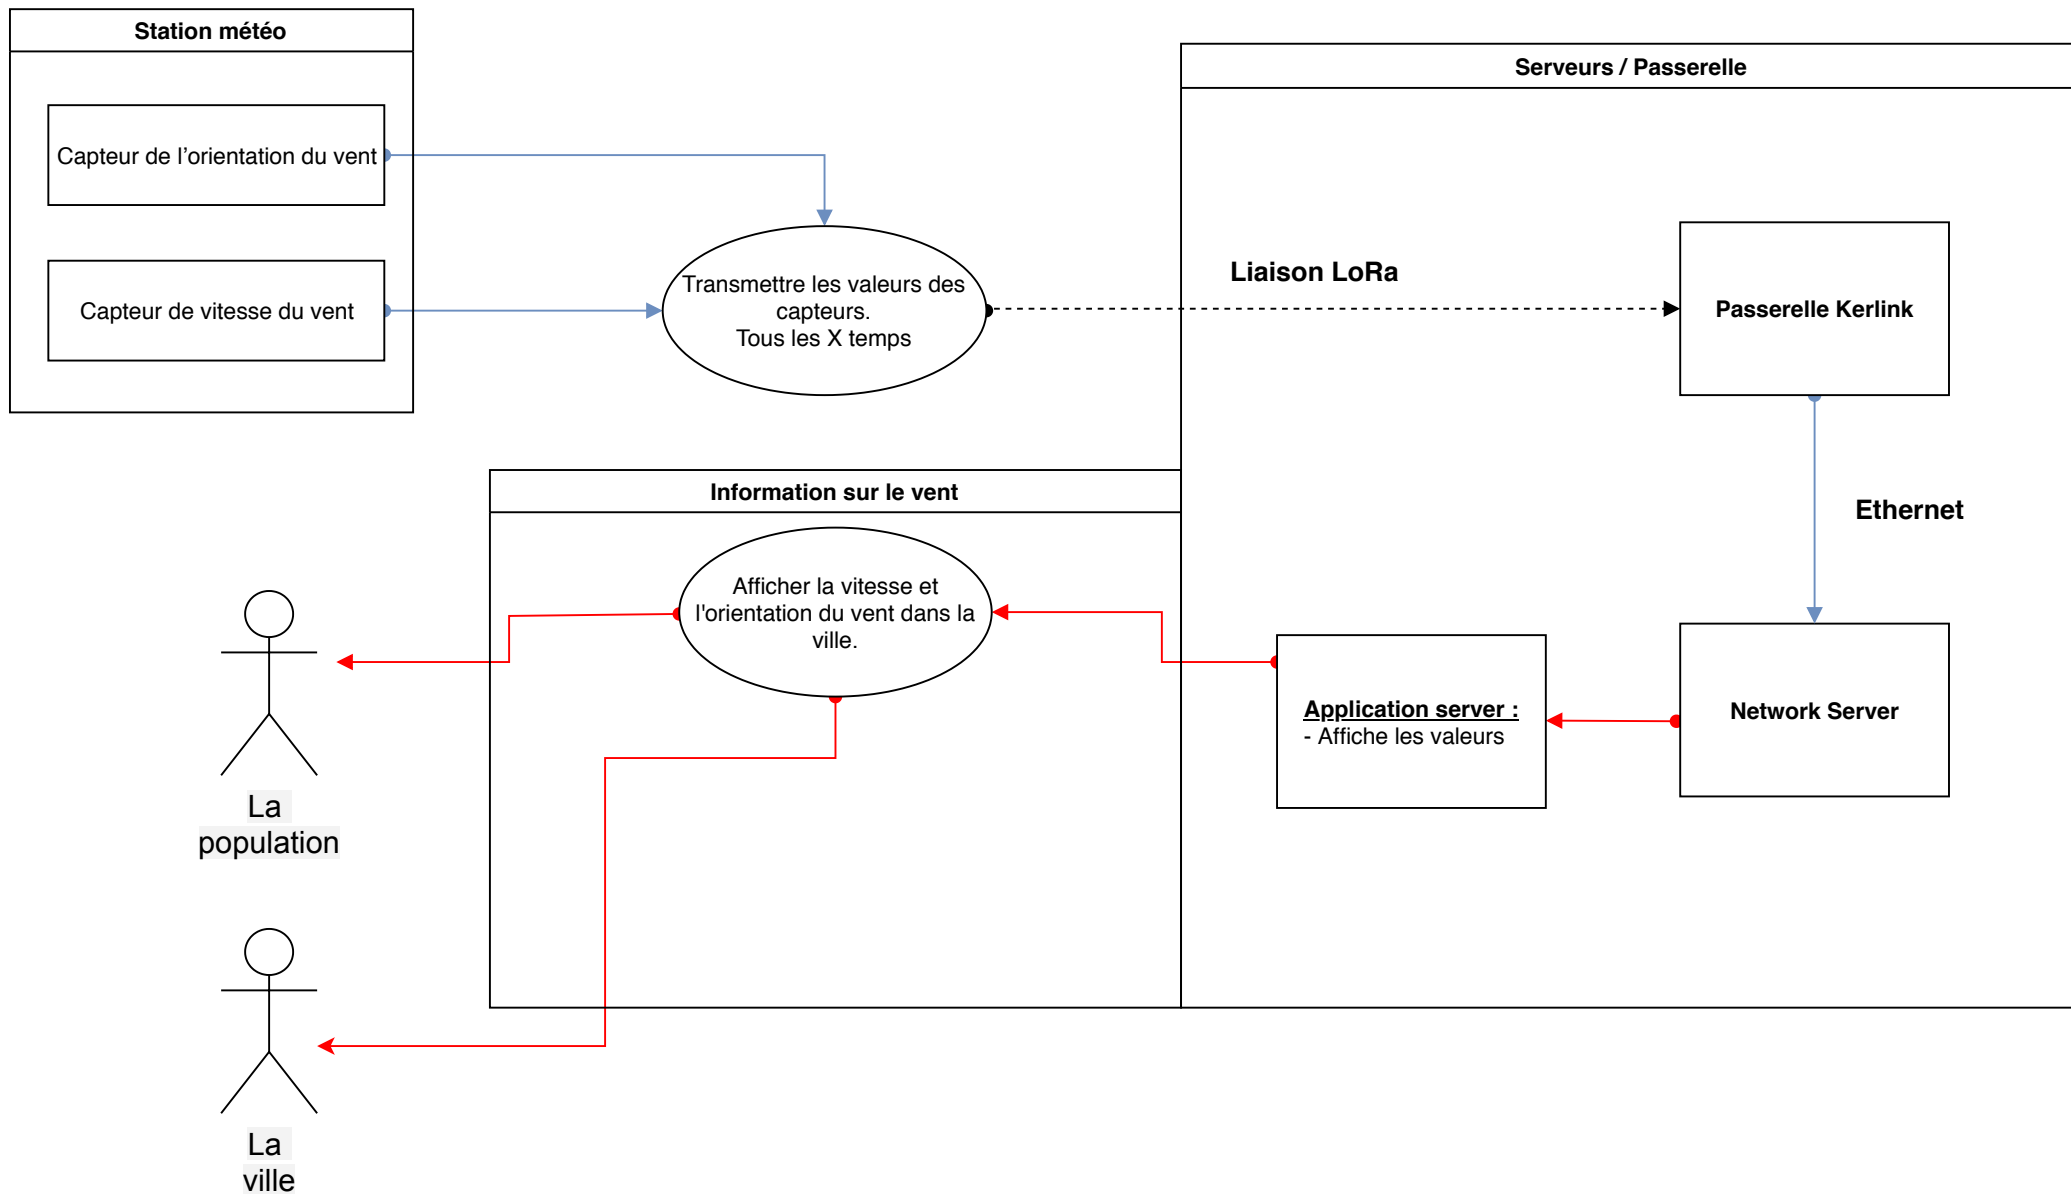 Station météo
Serveurs / Passerelle
Capteur de l'orientation du vent
Capteur de vitesse du vent
Transmettre les valeurs des
capteurs.
Tous les X temps
Liaison LoRa
Passerelle Kerlink
Ethernet
Information sur le vent
Afficher la vitesse et
l'orientation du vent dans la
ville.
Application server :
- Affiche les valeurs
Network Server
La
population
La
ville